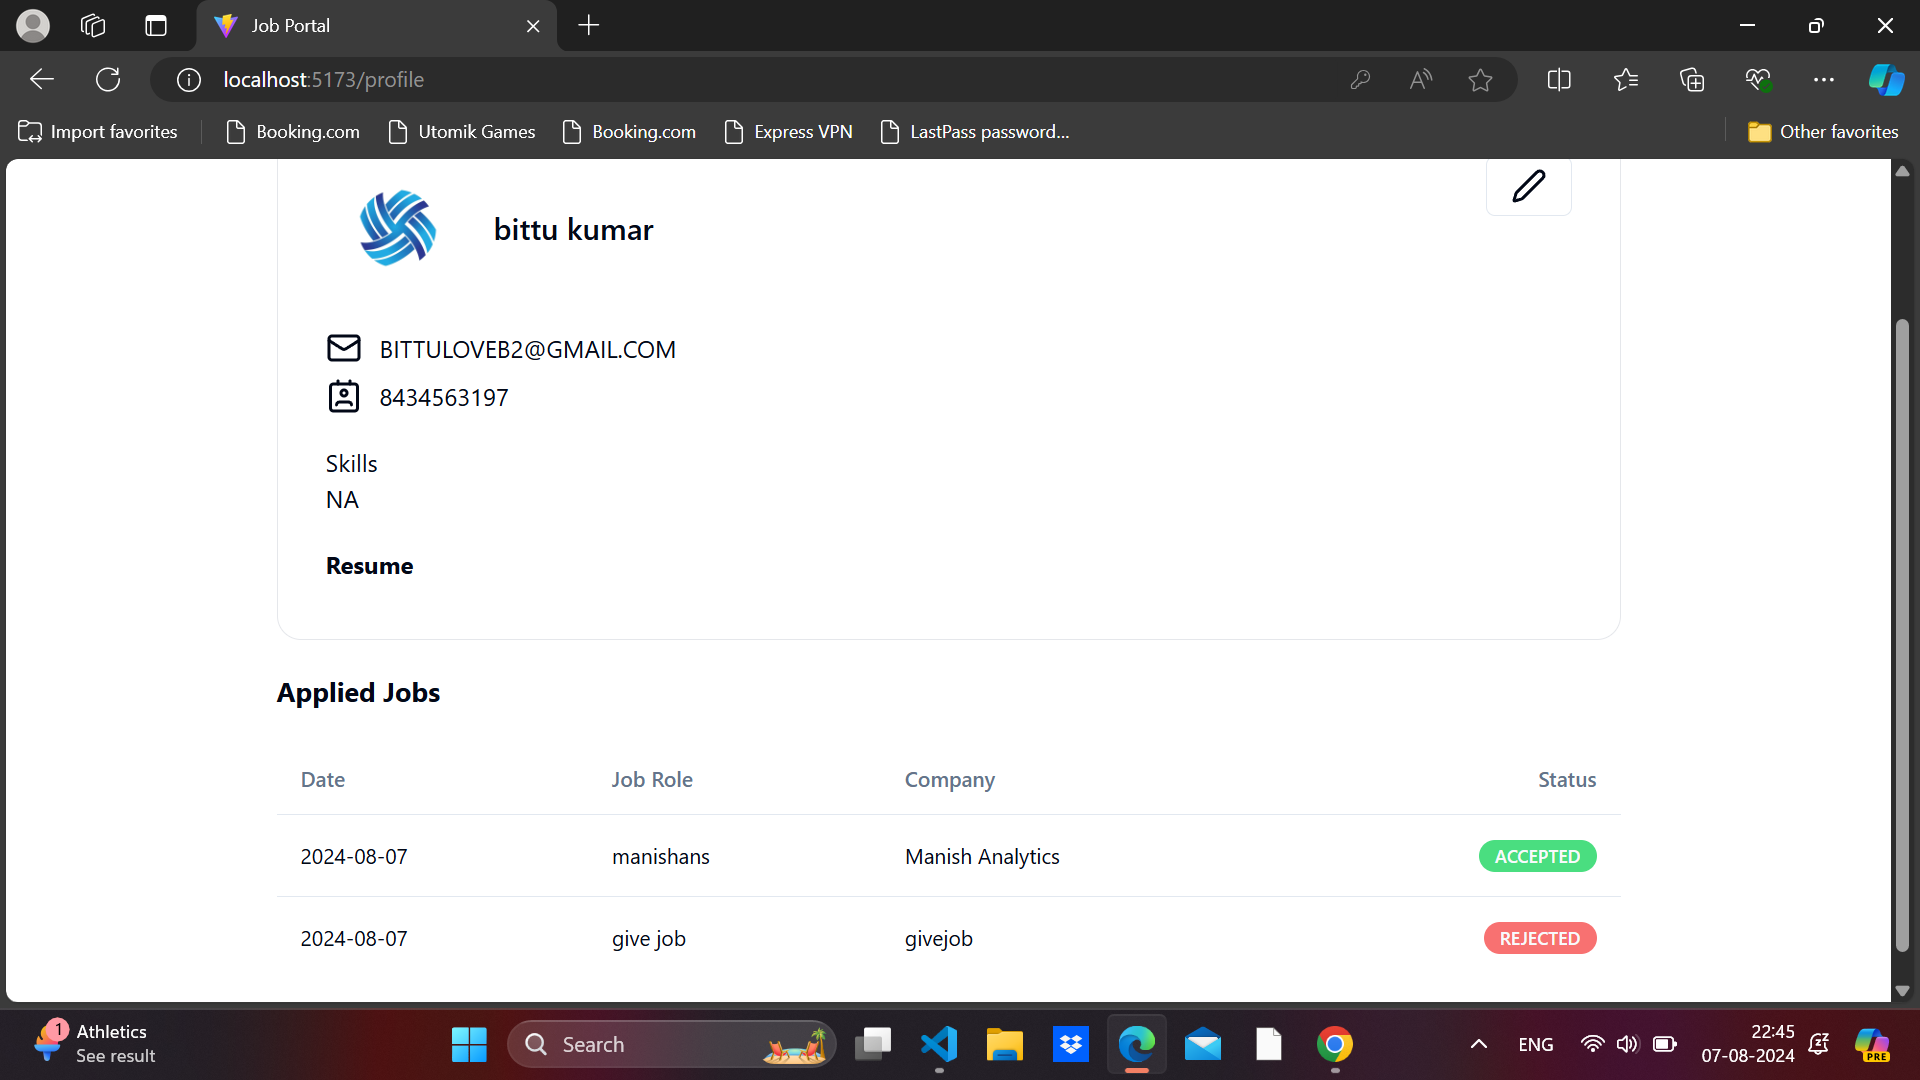 Job Portal
localhost:5173/profile
Import favorites Booking.com Utomik Games Booking.com Express VPN LastPass password... Other favorites
bittu kumar
BITTULOVEB2@GMAIL.COM
8434563197
Skills
NA
Resume
Applied Jobs
Date Job Role Company Status
2024-08-07 manishans Manish Analytics ACCEPTED
2024-08-07 give job givejob REJECTED
1 Athletics
See result
Search
ENG
22:45
07-08-2024
PRE